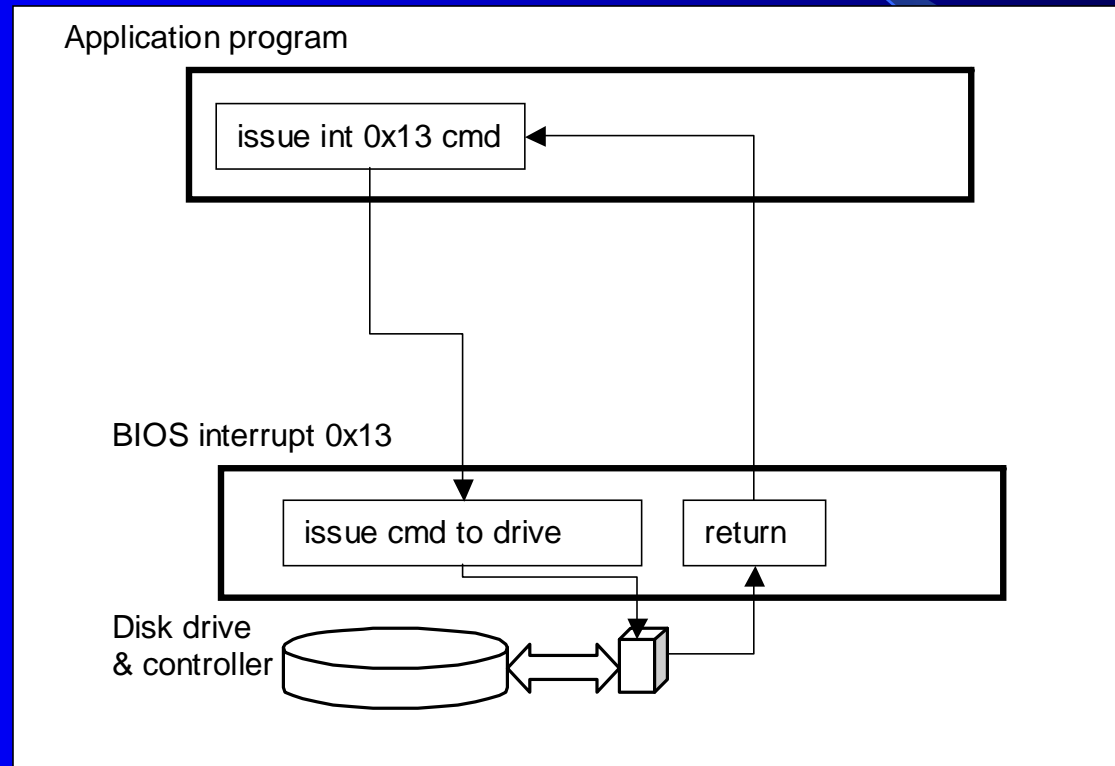 Application program
issue int 0x13 cmd
BIOS interrupt 0x13
issue cmd to drive
return
Disk drive
& controller